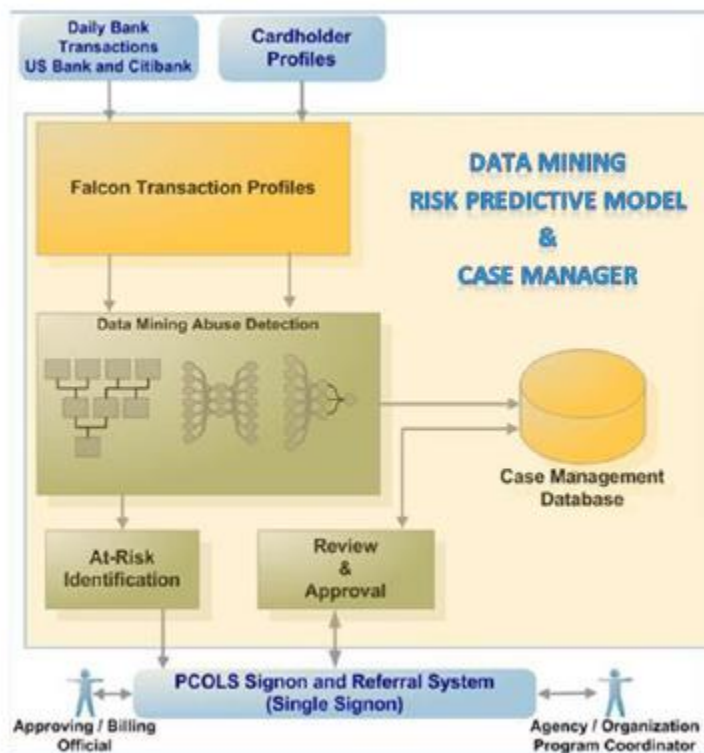 Daily Bank
Transactions
US Bank and Citibank
Cardholder
Profiles
Falcon Transaction Profiles
DATA MINING
RISK PREDICTIVE MODEL
&
CASE MANAGER
Data Mining Abuse Detection
Case Management
Database
At-Risk
Identification
Review
&
Approval
PCOLS Signon and Referral System
(Single Signon)
Approving / Billing
Official
Agency / Organization
Program Coordinator